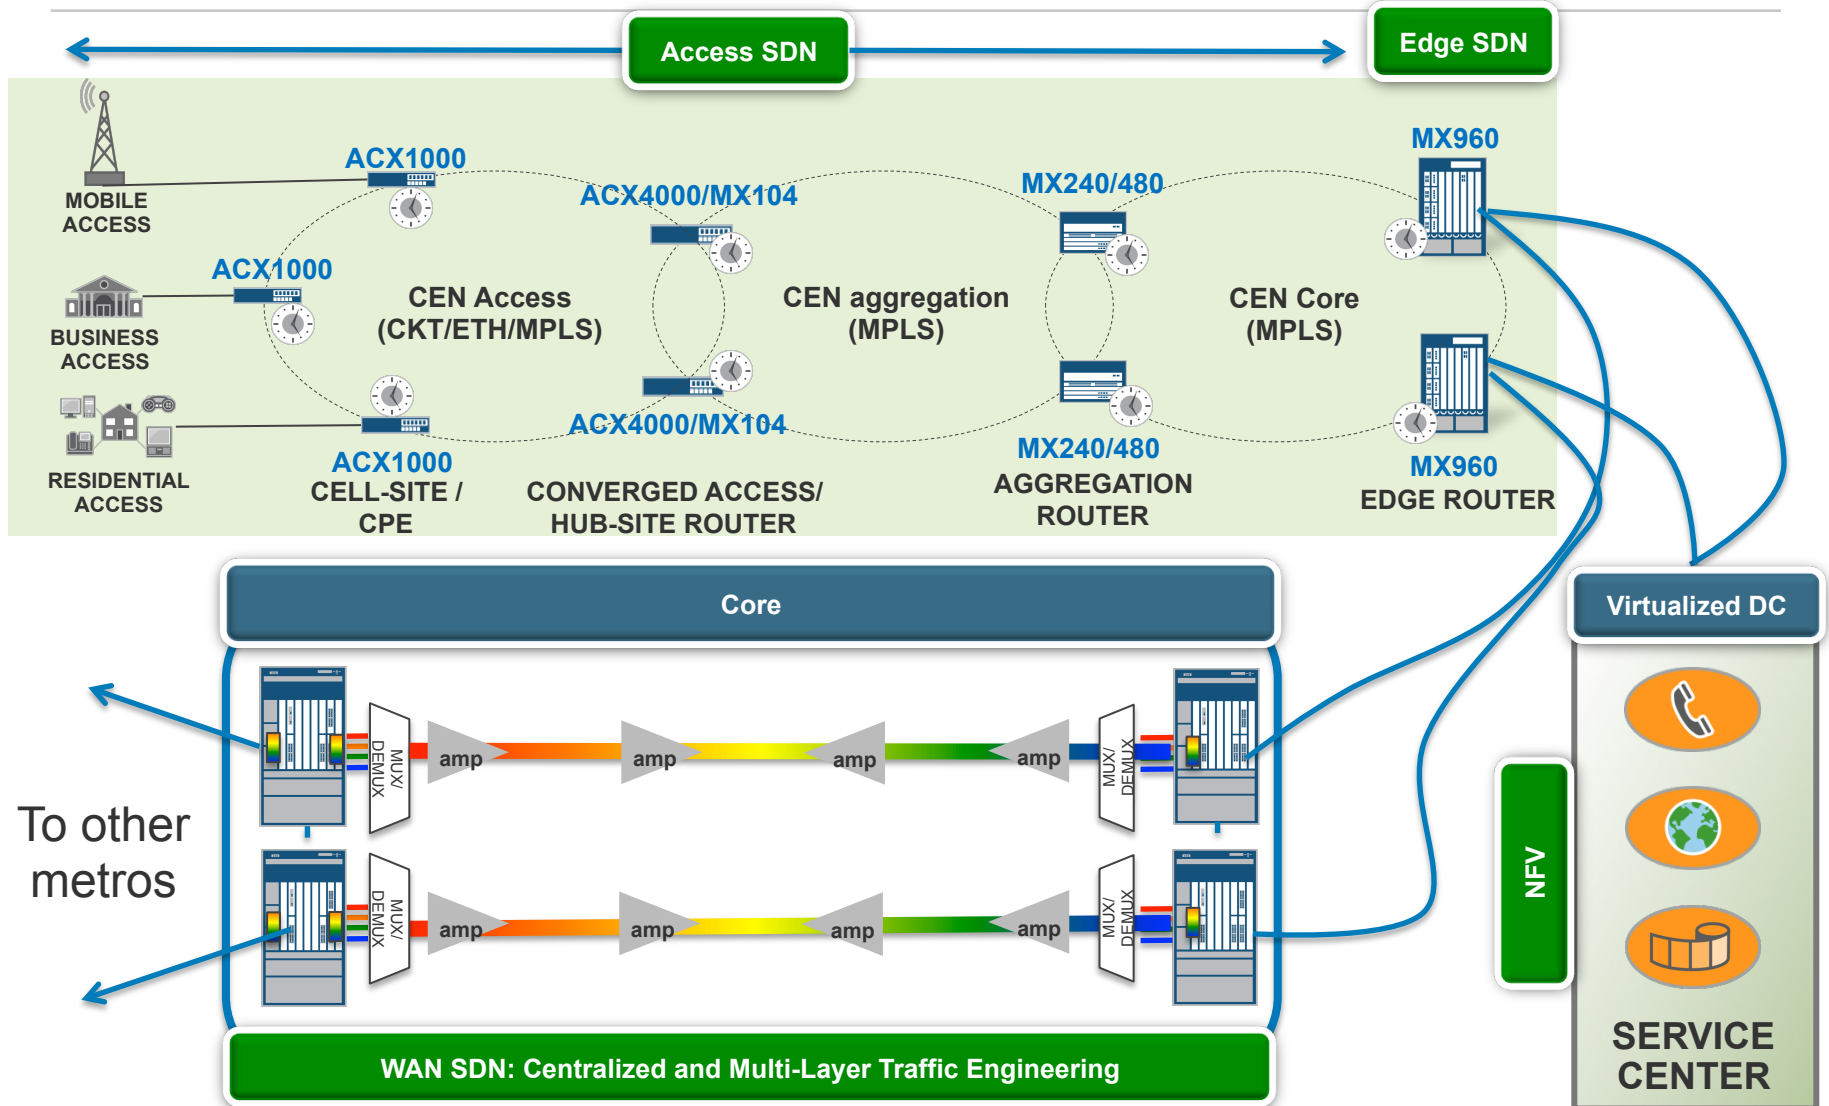 Access SDN
Edge SDN
MOBILE
ACCESS
ACX1000
ACX4000/MX104
MX240/480
MX960
BUSINESS
ACCESS
ACX1000
CEN Access
(CKT/ETH/MPLS)
CEN aggregation
(MPLS)
CEN Core
(MPLS)
RESIDENTIAL
ACCESS
ACX1000
CELL-SITE /
CPE
ACX4000/MX104
CONVERGED ACCESS/
HUB-SITE ROUTER
MX240/480
AGGREGATION
ROUTER
MX960
EDGE ROUTER
Core
Virtualized DC
MUX/
DEMUX
amp
amp
amp
amp
MUX/
DEMUX
To other
metros
MUX/
DEMUX
amp
amp
amp
amp
MUX/
DEMUX
NFV
SERVICE
CENTER
WAN SDN: Centralized and Multi-Layer Traffic Engineering